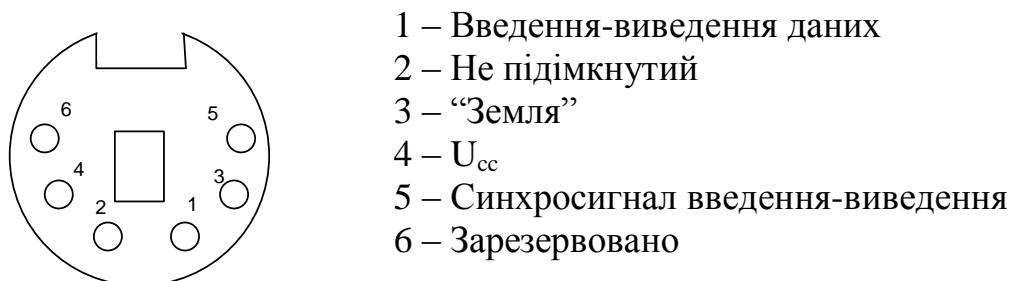 6
5
4
3
2
1
1 – Введення-виведення даних
2 – Не підімкнутий
3 – “Земля”
4 – Ucc
5 – Синхросигнал введення-виведення
6 – Зарезервовано